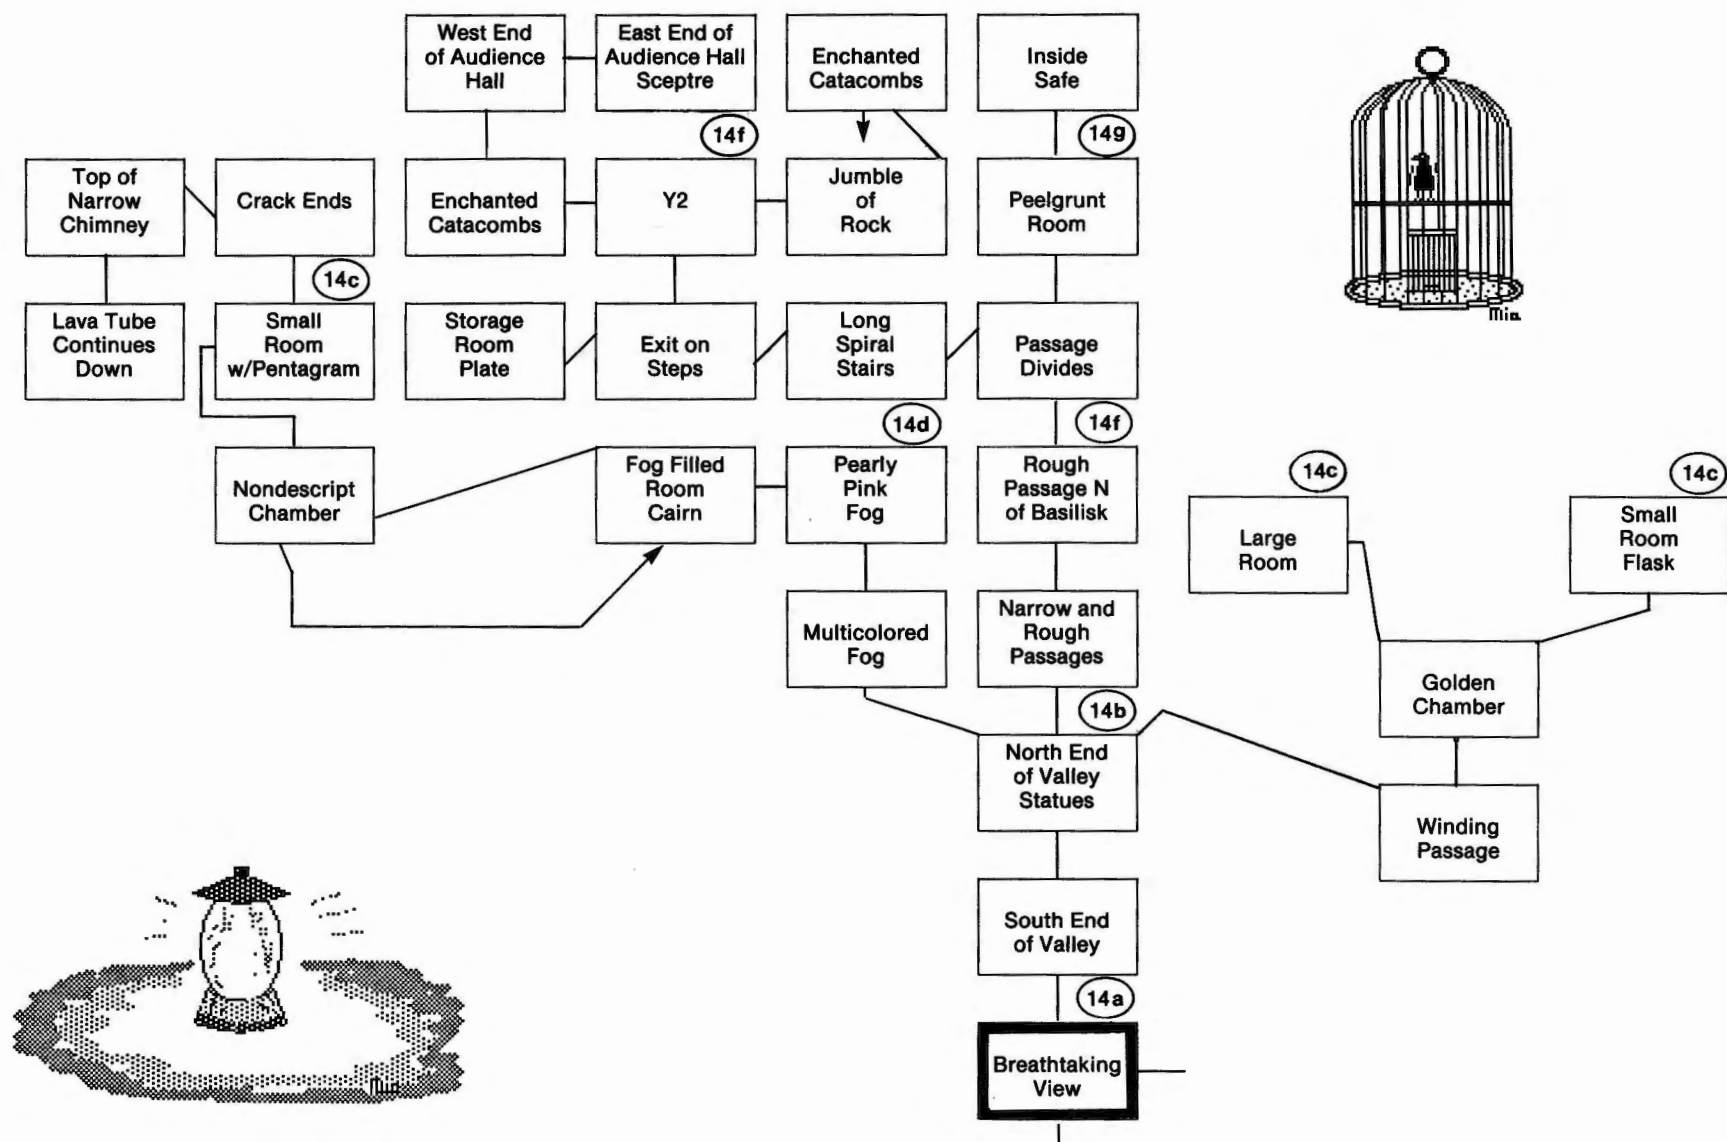 West End
of Audience
Hall
East End of
Audience Hall
Sceptre
Enchanted
Catacombs
Inside
Safe
14f
14g
Top of
Narrow
Chimney
Crack Ends
Enchanted
Catacombs
Y2
Jumble
of
Rock
Peelgrunt
Room
14c
Lava Tube
Continues
Down
Small
Room
w/Pentagram
Storage
Room
Plate
Exit on
Steps
Long
Spiral
Stairs
Passage
Divides
Mia
14d
14f
Nondescript
Chamber
Fog Filled
Room
Cairn
Pearly
Pink
Fog
Rough
Passage N
of Basilisk
14c
14c
Large
Room
Small
Room
Flask
Multicolored
Fog
Narrow and
Rough
Passages
Golden
Chamber
14b
North End
of Valley
Statues
Winding
Passage
South End
of Valley
14a
Breathtaking
View
Mia